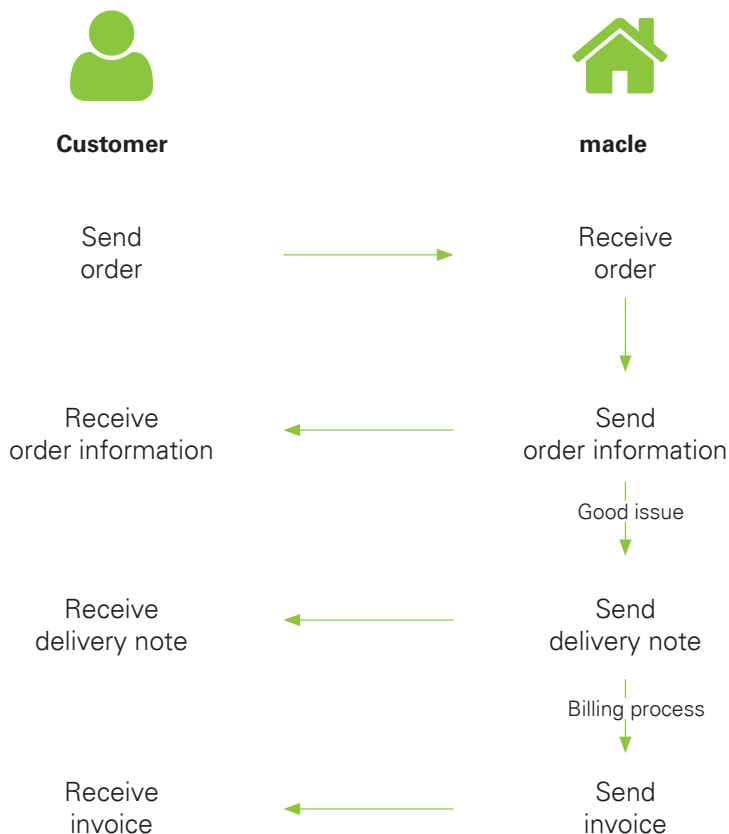 Customer
macle
Send
order
Receive
order
Receive
order information
Send
order information
Good issue
Receive
delivery note
Send
delivery note
Billing process
Receive
invoice
Send
invoice